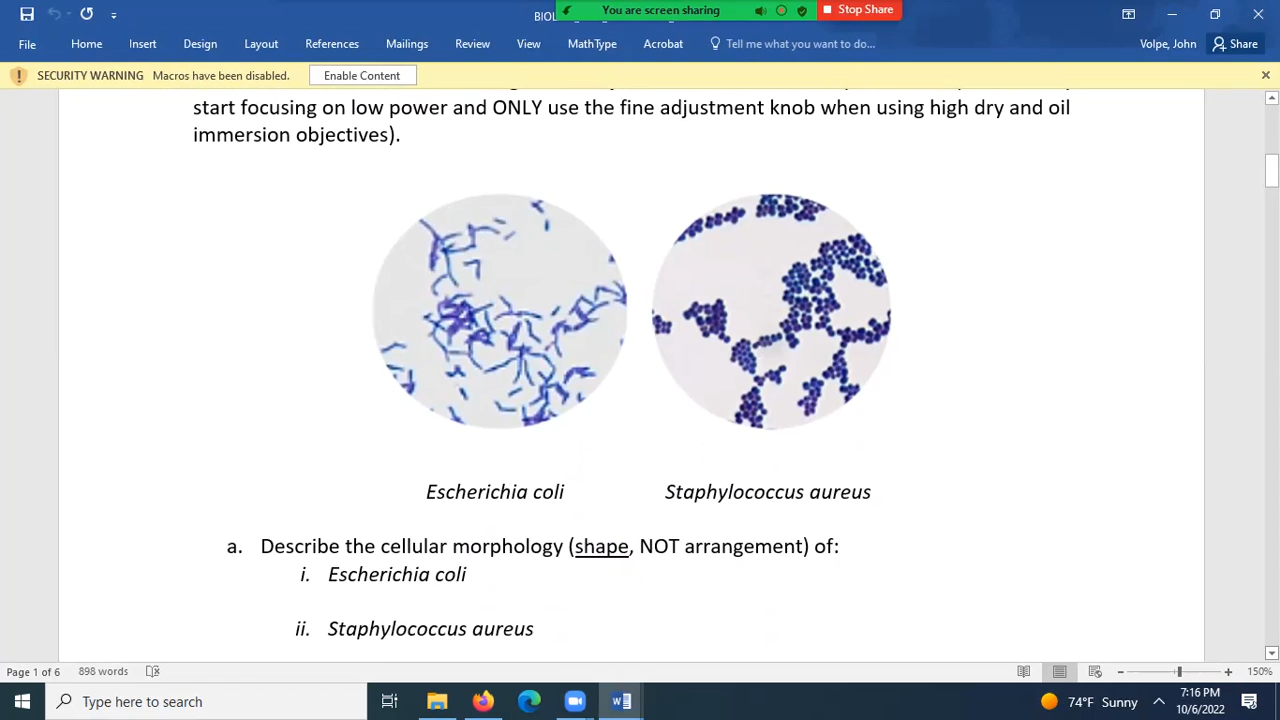 You are screen sharing
Stop Share
BIOL
File Home Insert Design Layout References Mailings Review View MathType Acrobat Tell me what you want to do... Volpe, John Share
SECURITY WARNING Macros have been disabled. Enable Content
start focusing on low power and ONLY use the fine adjustment knob when using high dry and oil
immersion objectives).
Escherichia coli
Staphylococcus aureus
a. Describe the cellular morphology (shape, NOT arrangement) of:
i. Escherichia coli
ii. Staphylococcus aureus
Page 1 of 6 898 words 150%
Type here to search
74°F Sunny
7:16 PM
10/6/2022